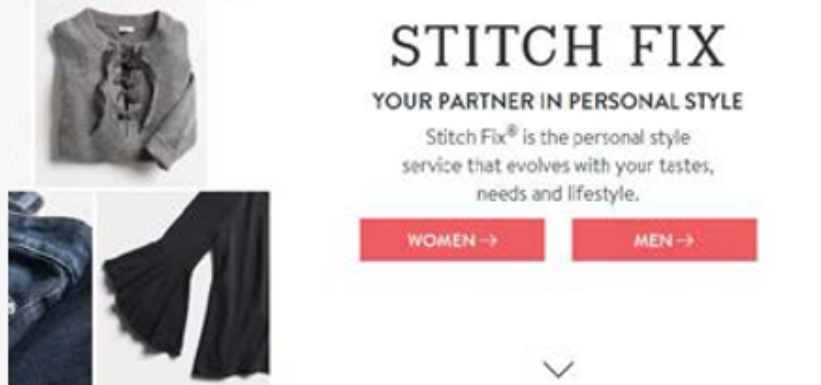 STITCH FIX
YOUR PARTNER IN PERSONAL STYLE
Stitch Fix® is the personal style
service that evolves with your tastes,
needs and lifestyle.
WOMEN →
MEN →